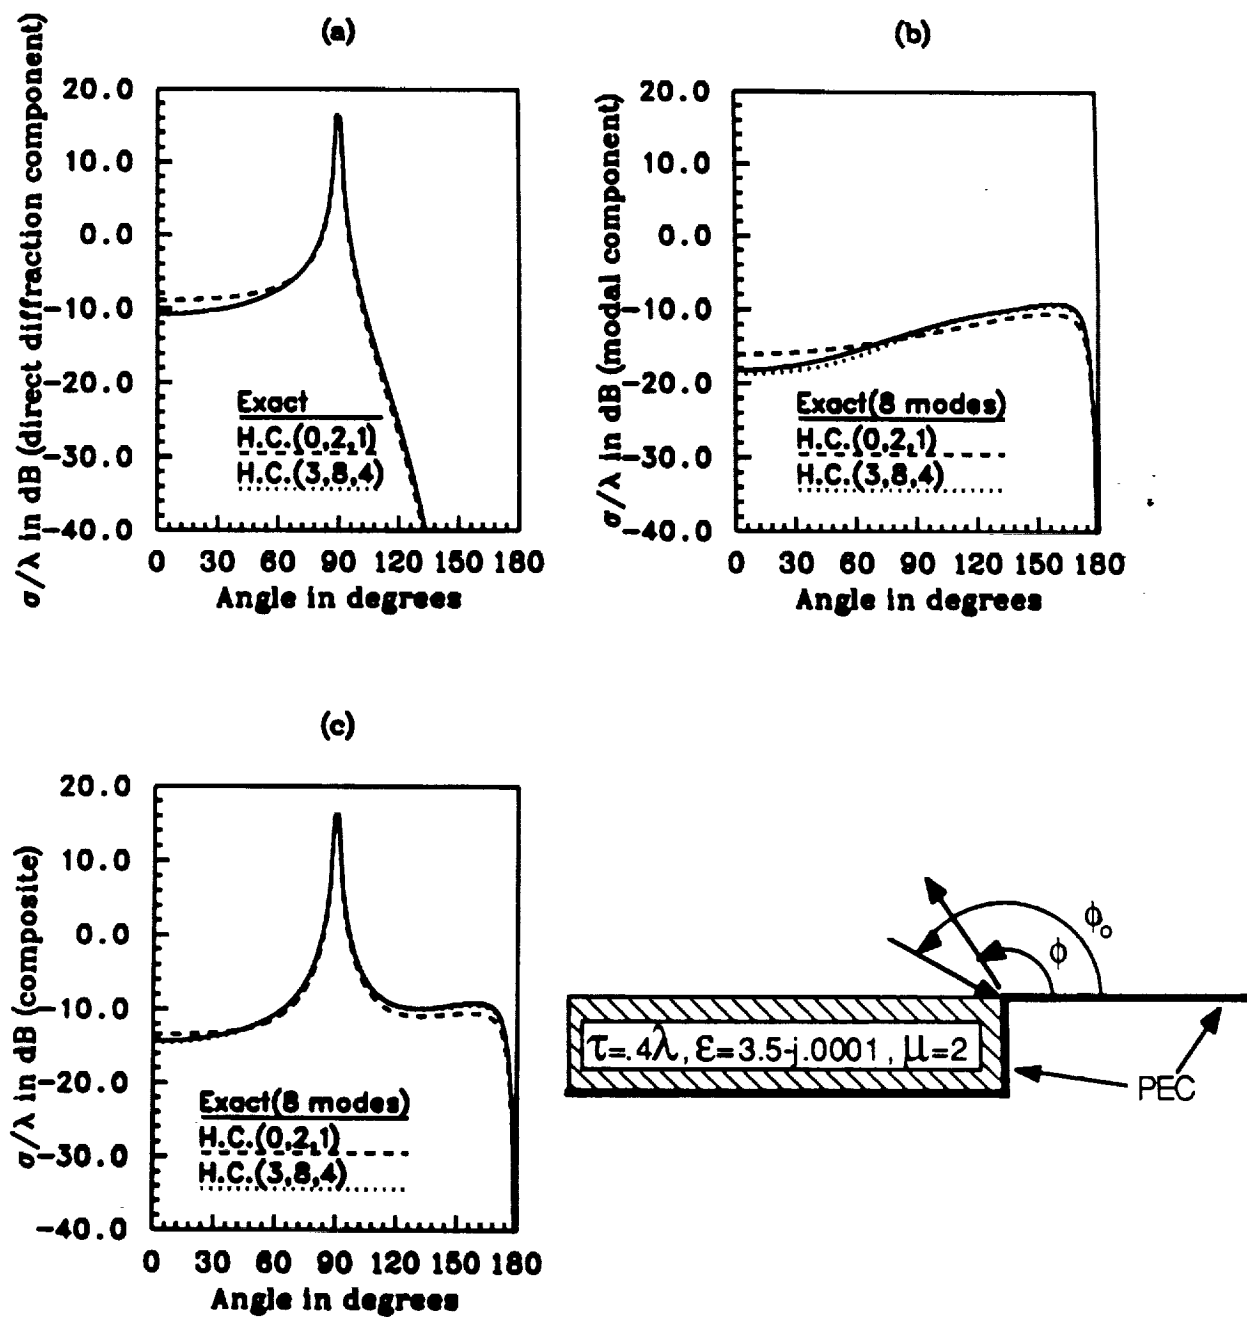 (a)
σ/λ in dB (direct diffraction component)
20.0
10.0
0.0
-10.0
-20.0
-30.0
-40.0
Exact
H.C.(0,2,1)
H.C.(3,8,4)
0 30 60 90 120 150 180
Angle in degrees
(b)
σ/λ in dB (modal component)
20.0
10.0
0.0
-10.0
-20.0
-30.0
-40.0
Exact(8 modes)
H.C.(0,2,1)
H.C.(3,8,4)
0 30 60 90 120 150 180
Angle in degrees
(c)
σ/λ in dB (composite)
20.0
10.0
0.0
-10.0
-20.0
-30.0
-40.0
Exact(8 modes)
H.C.(0,2,1)
H.C.(3,8,4)
0 30 60 90 120 150 180
Angle in degrees
ϕₒ
ϕ
τ=.4λ, ε=3.5-j.0001, μ=2
PEC